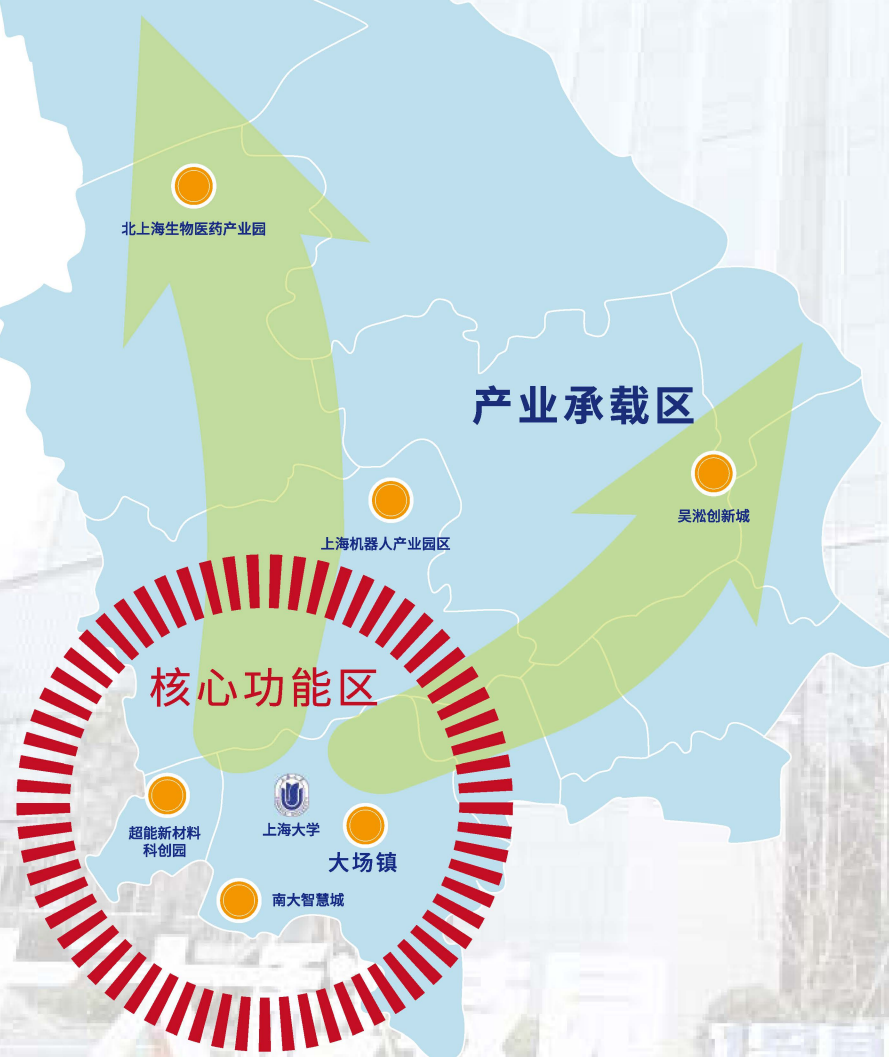 北上海生物医药产业园
产业承载区
吴淞创新城
上海机器人产业园区
核心功能区
超能新材料
科创园
上海大学
大场镇
南大智慧城